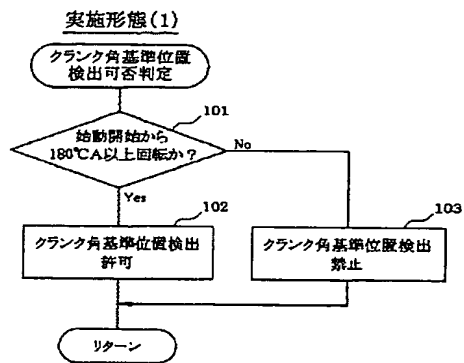 実施形態(1)
クランク角基準位置
検出可否判定
101
始動開始から
180℃A以上回転か?
No
Yes
102
クランク角基準位置検出
許可
103
クランク角基準位置検出
禁止
リターン